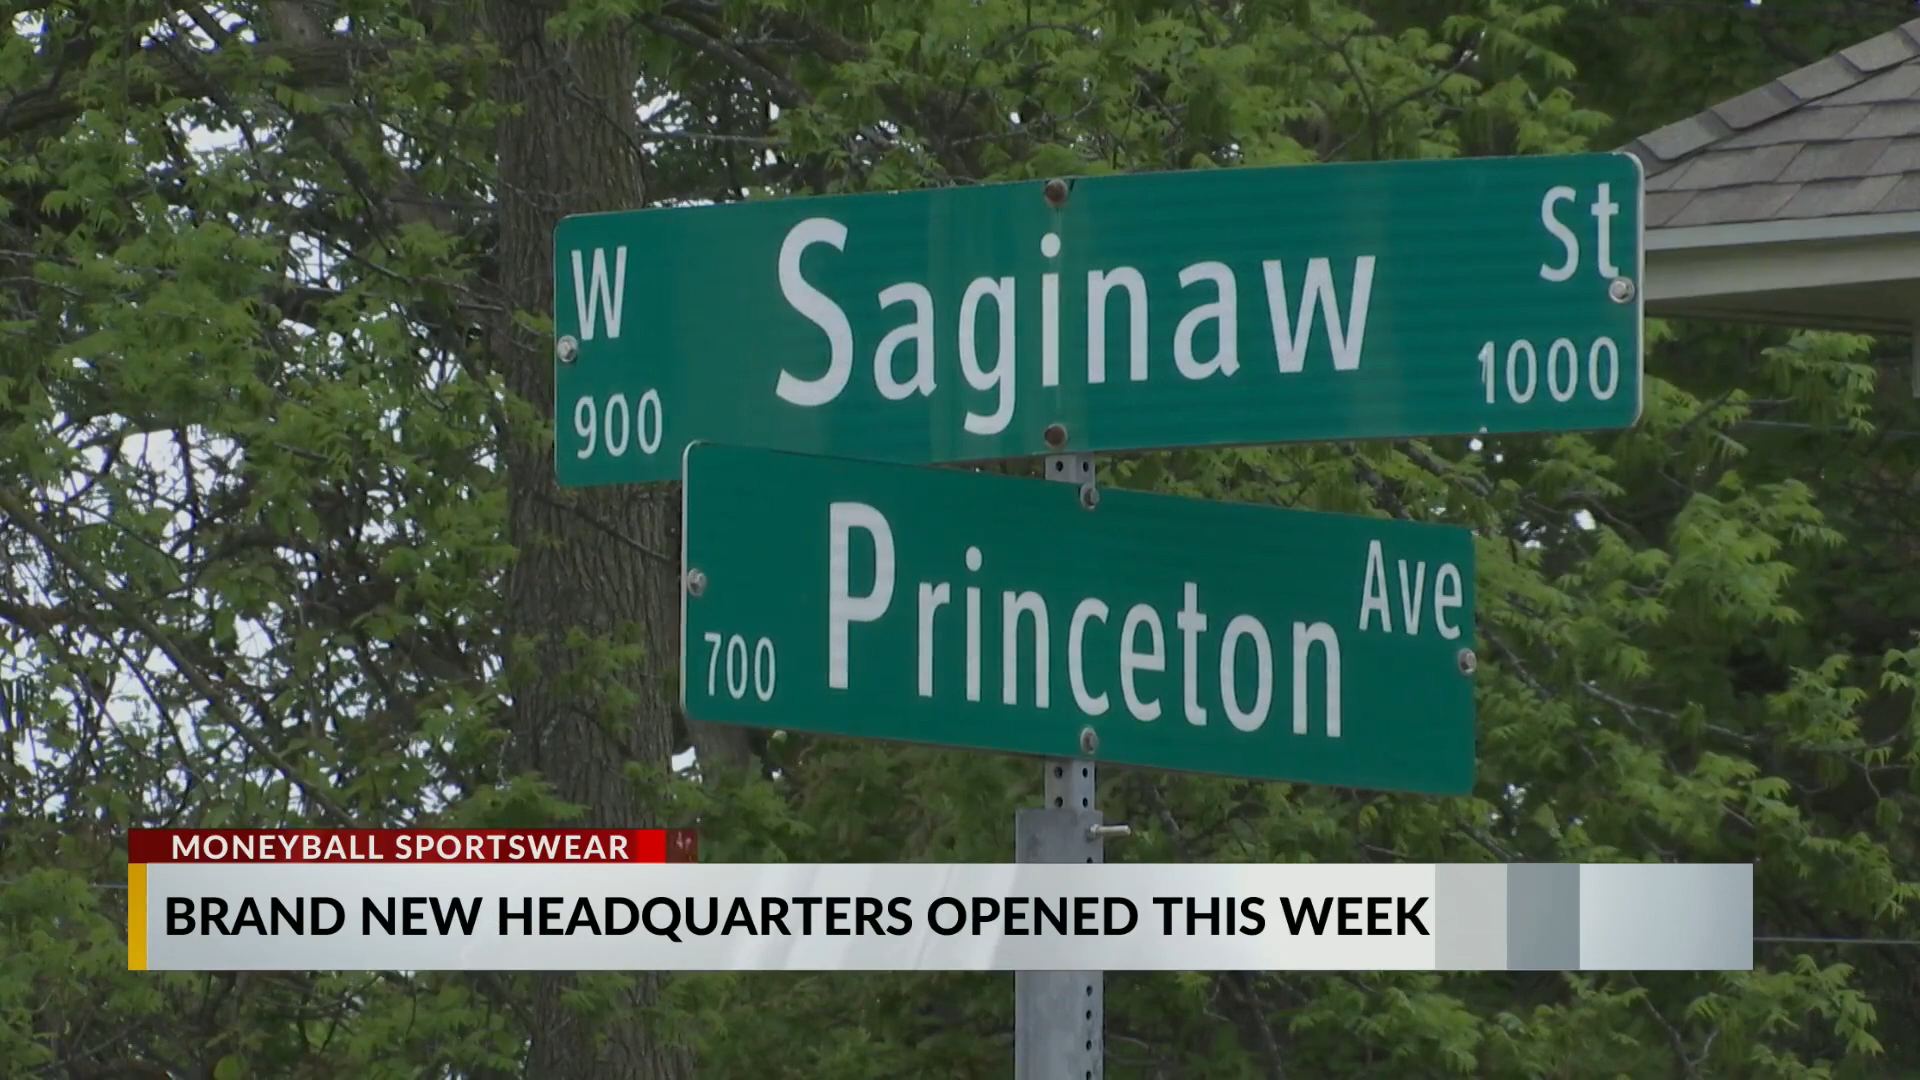 W Saginaw St
900 1000
Princeton Ave
700
MONEYBALL SPORTSWEAR
BRAND NEW HEADQUARTERS OPENED THIS WEEK